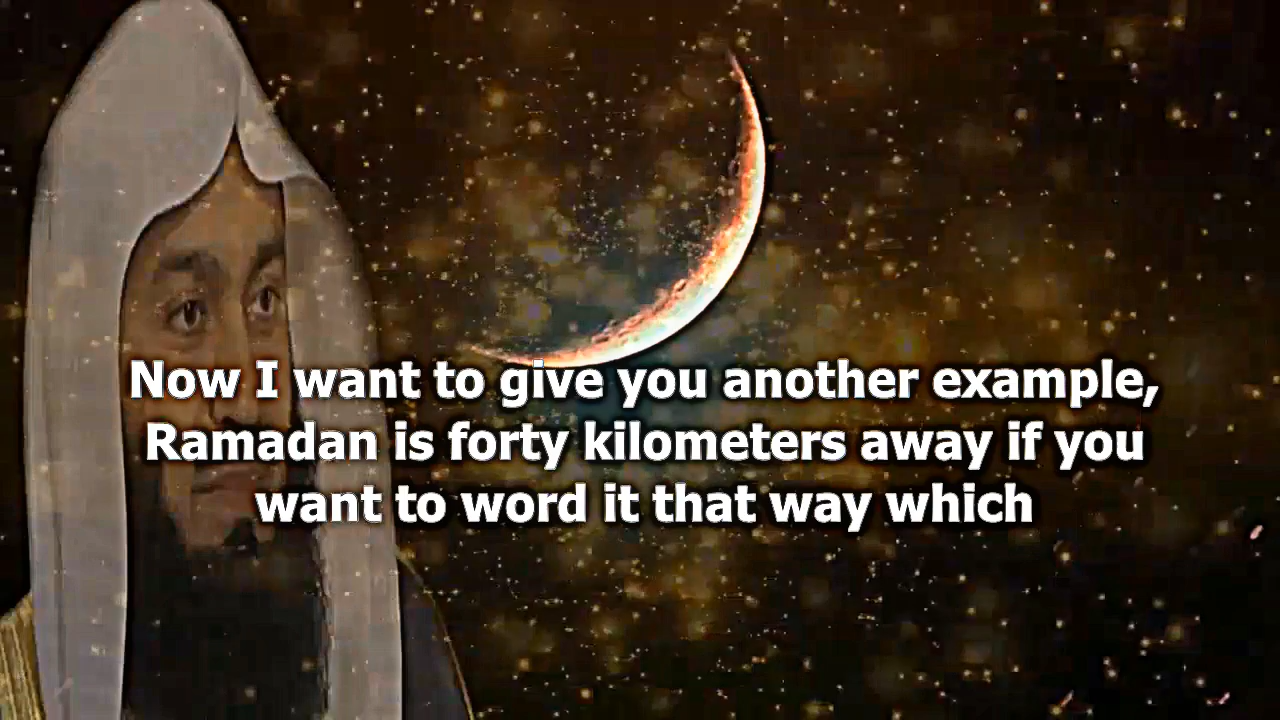 Now I want to give you another example,
Ramadan is forty kilometers away if you
want to word it that way which